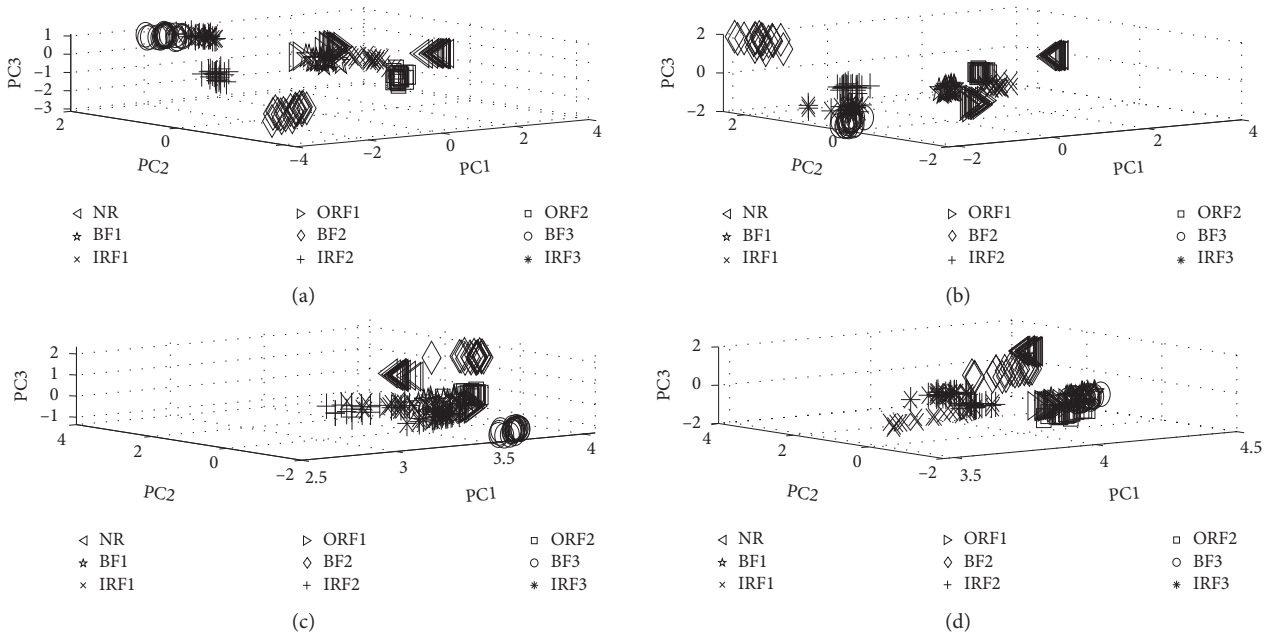 PC3
1
0
−1
−2
−3
2
0
−4
−2
0
2
4
PC2
PC1
NR
ORF1
ORF2
BF1
BF2
BF3
IRF1
IRF2
IRF3
(a)
PC3
2
0
−2
2
0
−2
−2
0
2
4
PC2
PC1
NR
ORF1
ORF2
BF1
BF2
BF3
IRF1
IRF2
IRF3
(b)
PC3
2
1
0
−1
4
2
0
−2
2.5
3
3.5
4
PC2
PC1
NR
ORF1
ORF2
BF1
BF2
BF3
IRF1
IRF2
IRF3
(c)
PC3
2
0
−2
4
2
0
−2
3.5
4
4.5
PC2
PC1
NR
ORF1
ORF2
BF1
BF2
BF3
IRF1
IRF2
IRF3
(d)